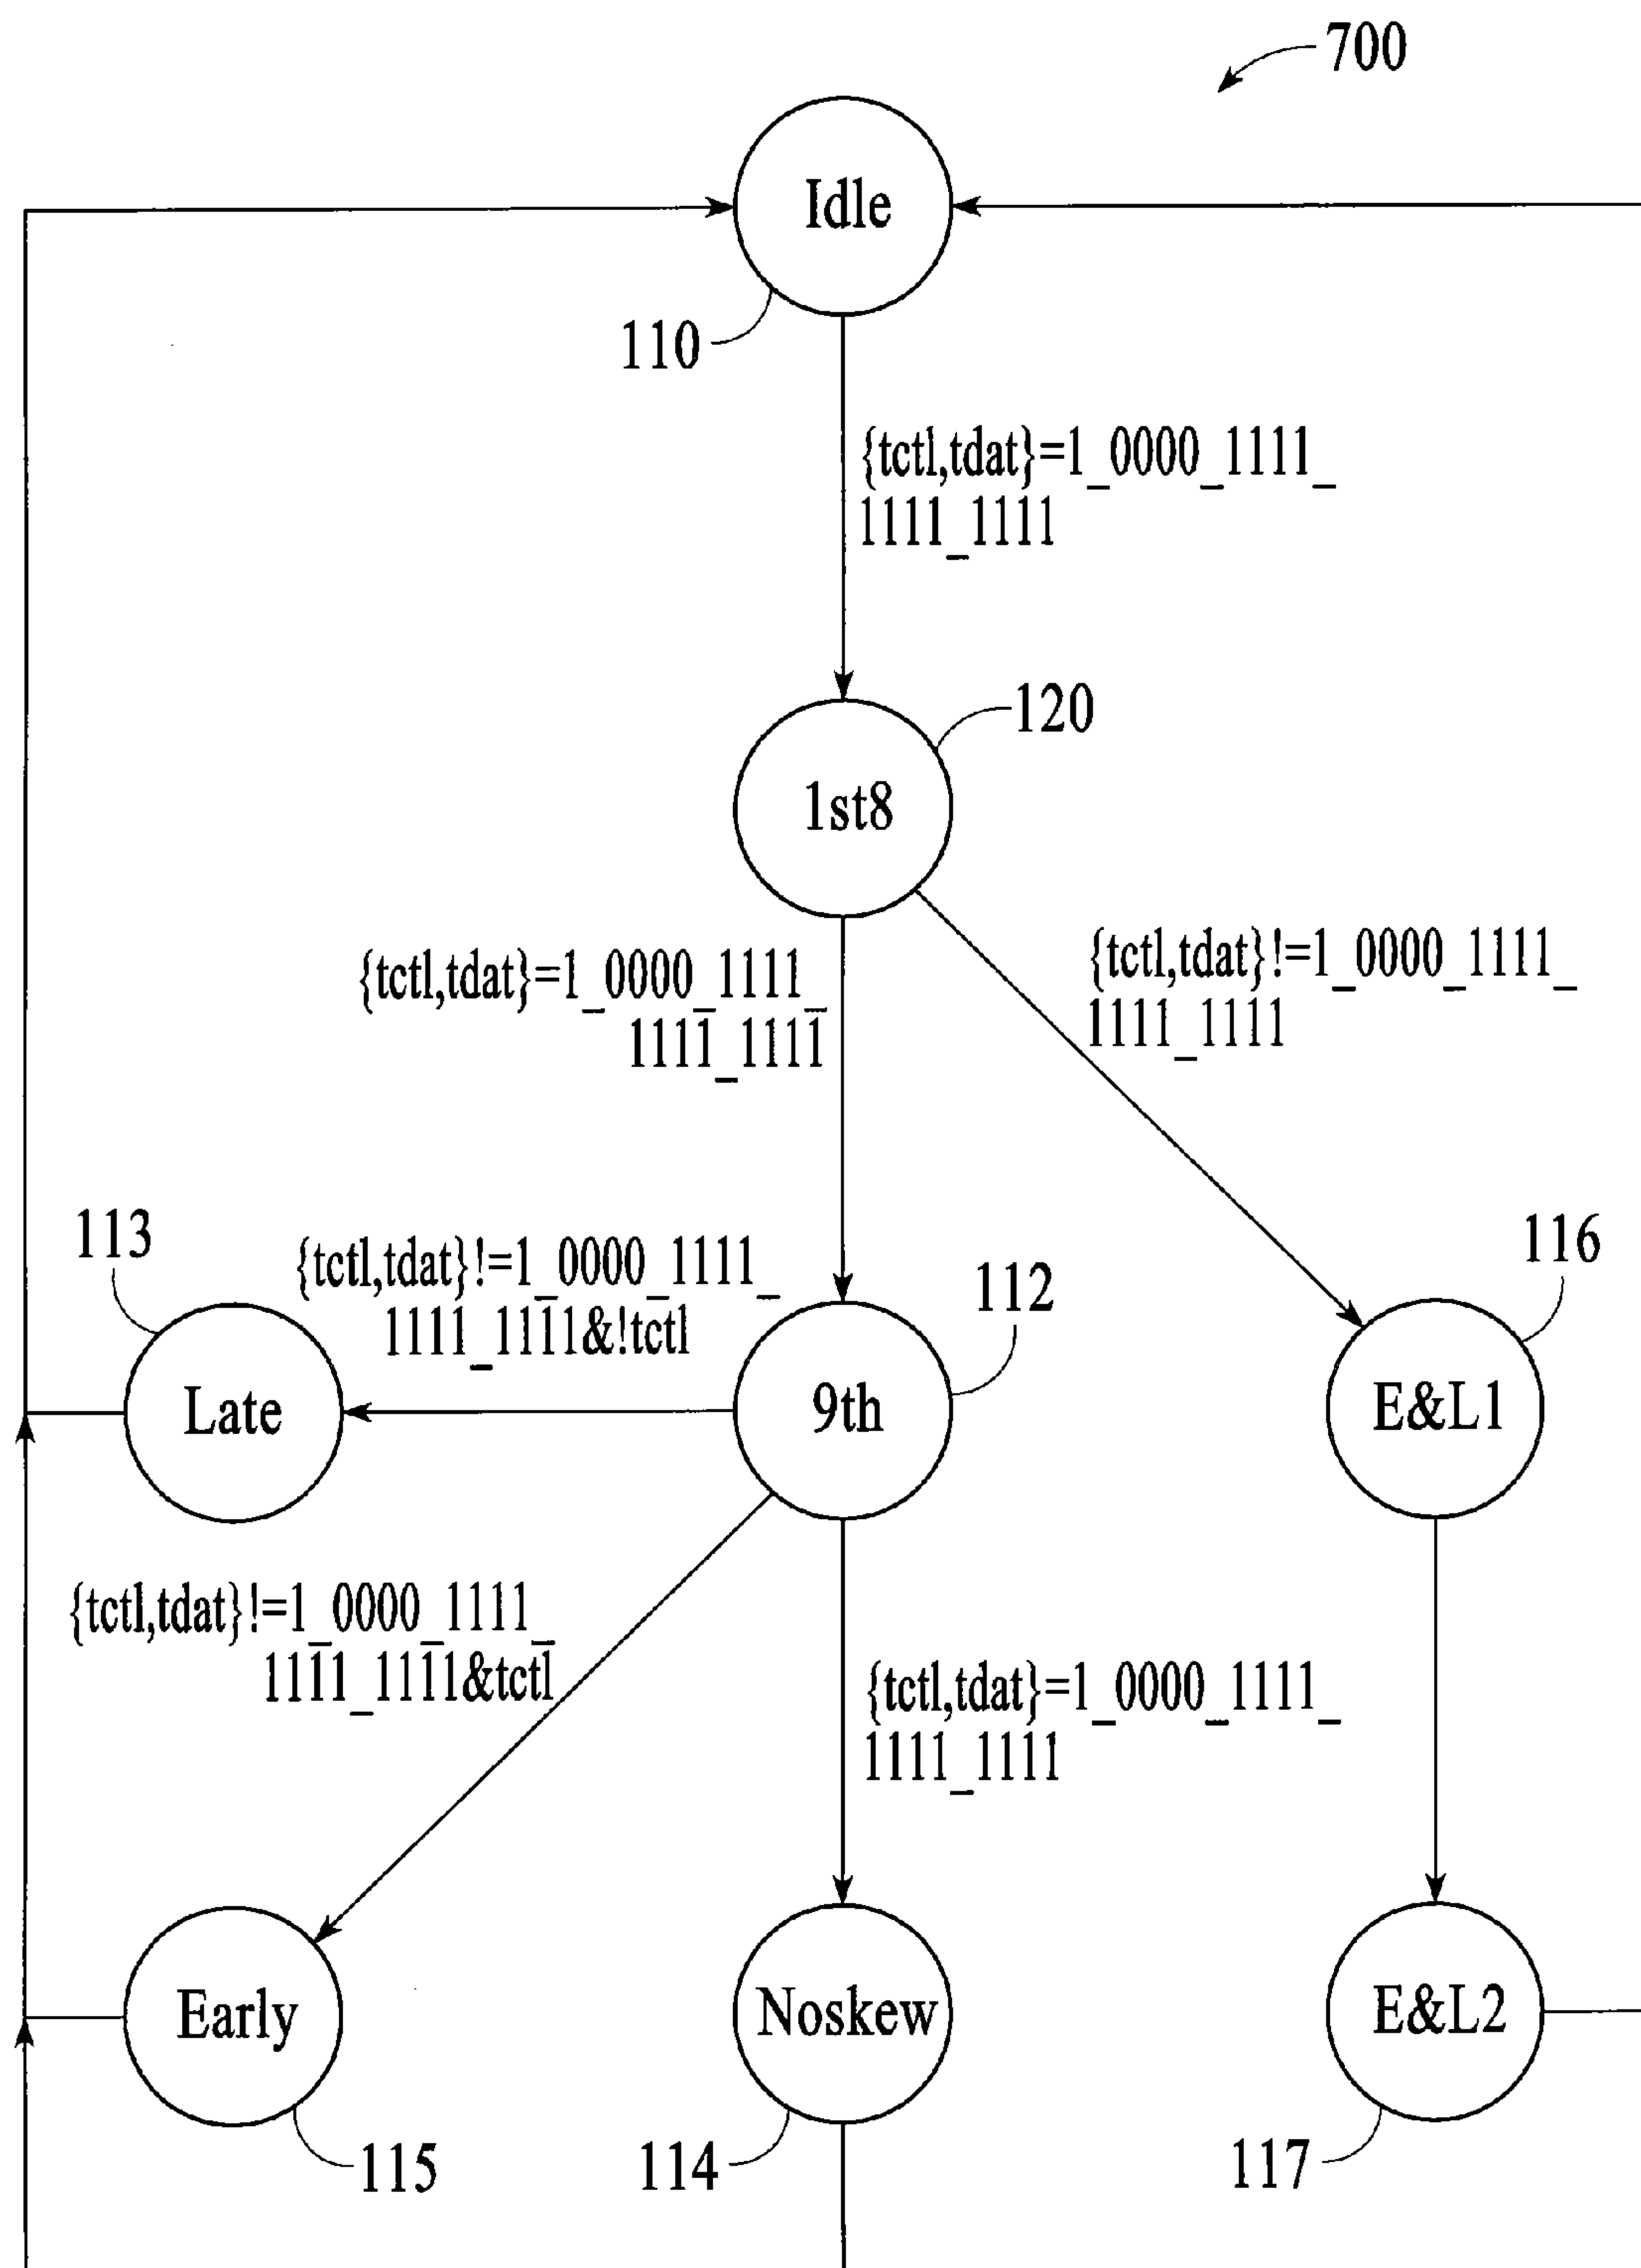 700
Idle
110
{tctl,tdat}=1_0000_1111_
1111_1111
120
1st8
{tctl,tdat}=1_0000_1111_
1111_1111
{tctl,tdat}!=1_0000_1111_
1111_1111
113
{tctl,tdat}!=1_0000_1111_
1111_1111&!tctl
112
116
Late
9th
E&L1
{tctl,tdat}!=1_0000_1111_
1111_1111&tctl
{tctl,tdat}=1_0000_1111_
1111_1111
Early
Noskew
E&L2
115
114
117